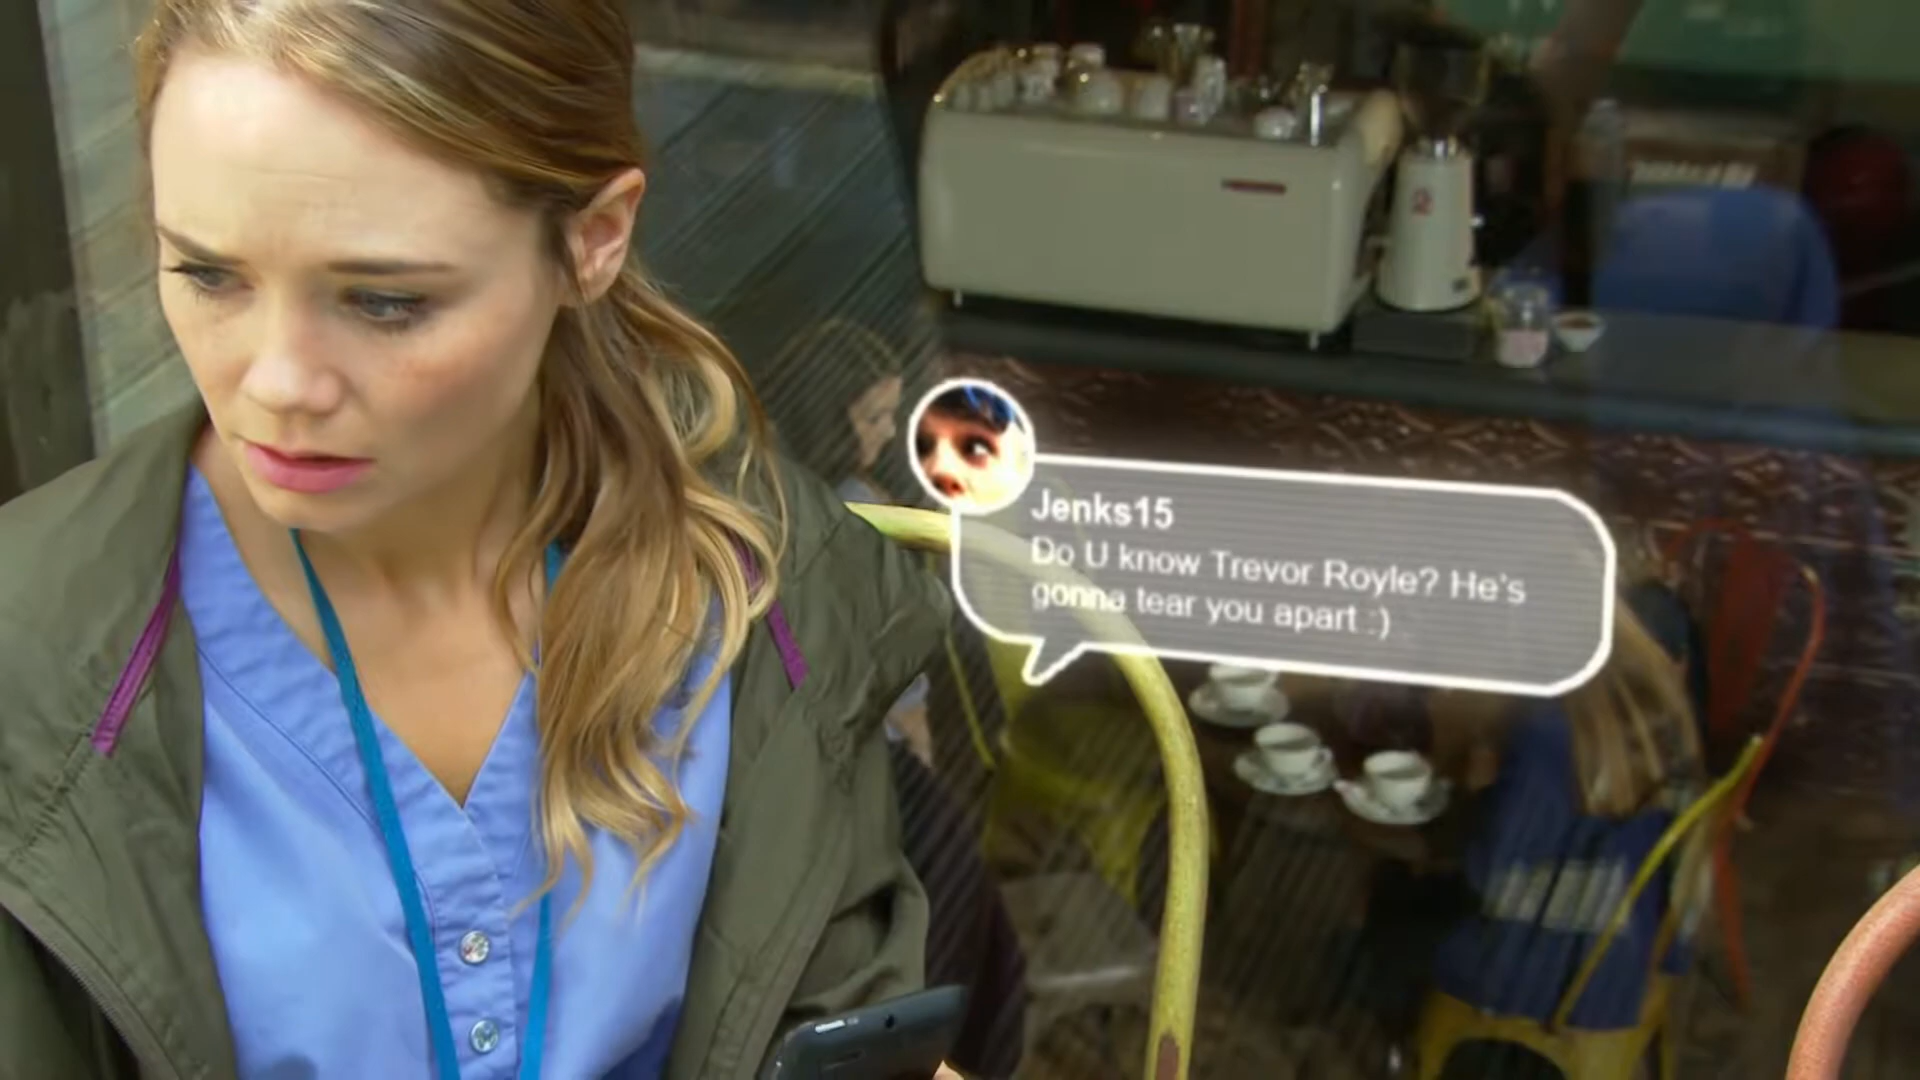 Jenks15
Do U know Trevor Royle? He's
gonna tear you apart :)